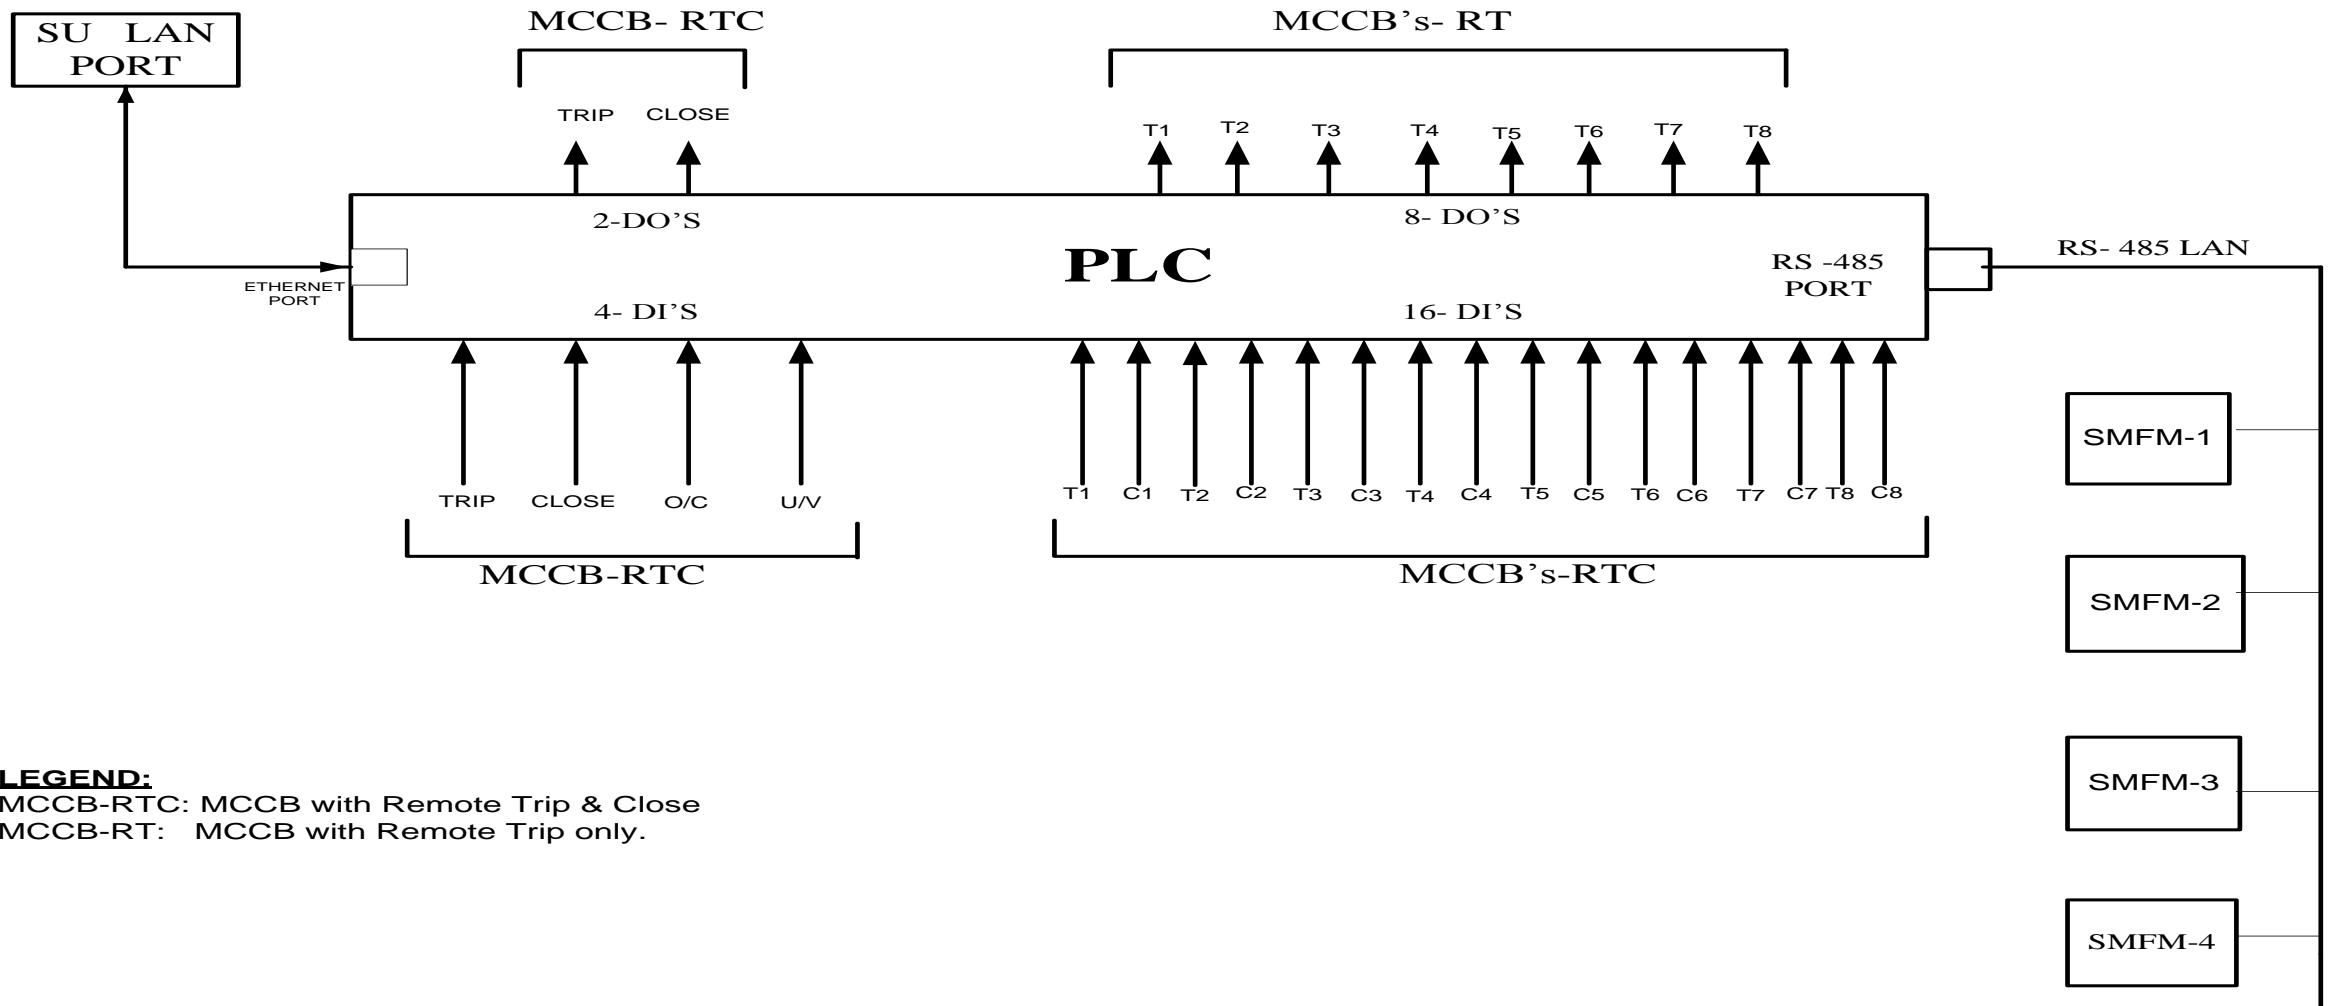 SU LAN
PORT
MCCB- RTC
MCCB's- RT
TRIP CLOSE
T1 T2 T3 T4 T5 T6 T7 T8
2-DO'S
8- DO'S
PLC
RS -485
PORT
RS- 485 LAN
ETHERNET
PORT
4- DI'S
16- DI'S
TRIP CLOSE O/C U/V
T1 C1 T2 C2 T3 C3 T4 C4 T5 C5 T6 C6 T7 C7 T8 C8
MCCB-RTC
MCCB's-RTC
SMFM-1
SMFM-2
SMFM-3
SMFM-4
LEGEND:
MCCB-RTC: MCCB with Remote Trip & Close
MCCB-RT: MCCB with Remote Trip only.